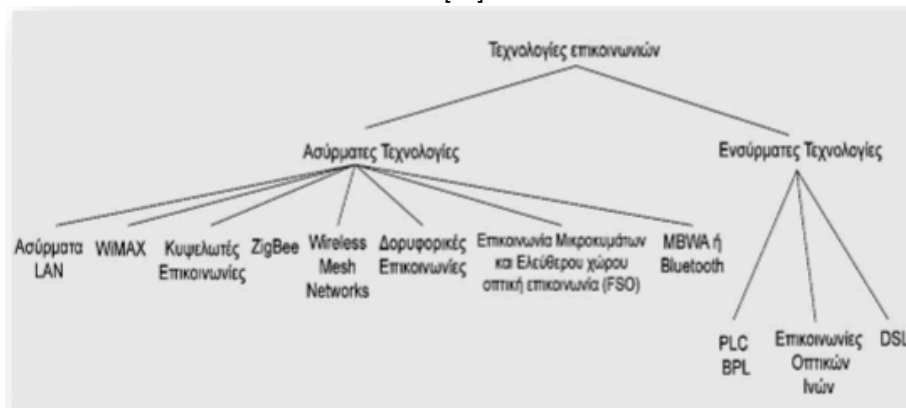 Τεχνολογίες επικοινωνιών
Ασύρματες Τεχνολογίες
Ενσύρματες Τεχνολογίες
Ασύρματα
LAN
WiMAX
Κυψελωτές
Επικοινωνίες
ZigBee
Wireless
Mesh
Networks
Δορυφορικές
Επικοινωνίες
Επικοινωνία Μικροκυμάτων
και Ελεύθερου χώρου
οπτική επικοινωνία (FSO)
MBWA ή
Bluetooth
PLC
BPL
Επικοινωνίες
Οπτικών
Ινών
DSL